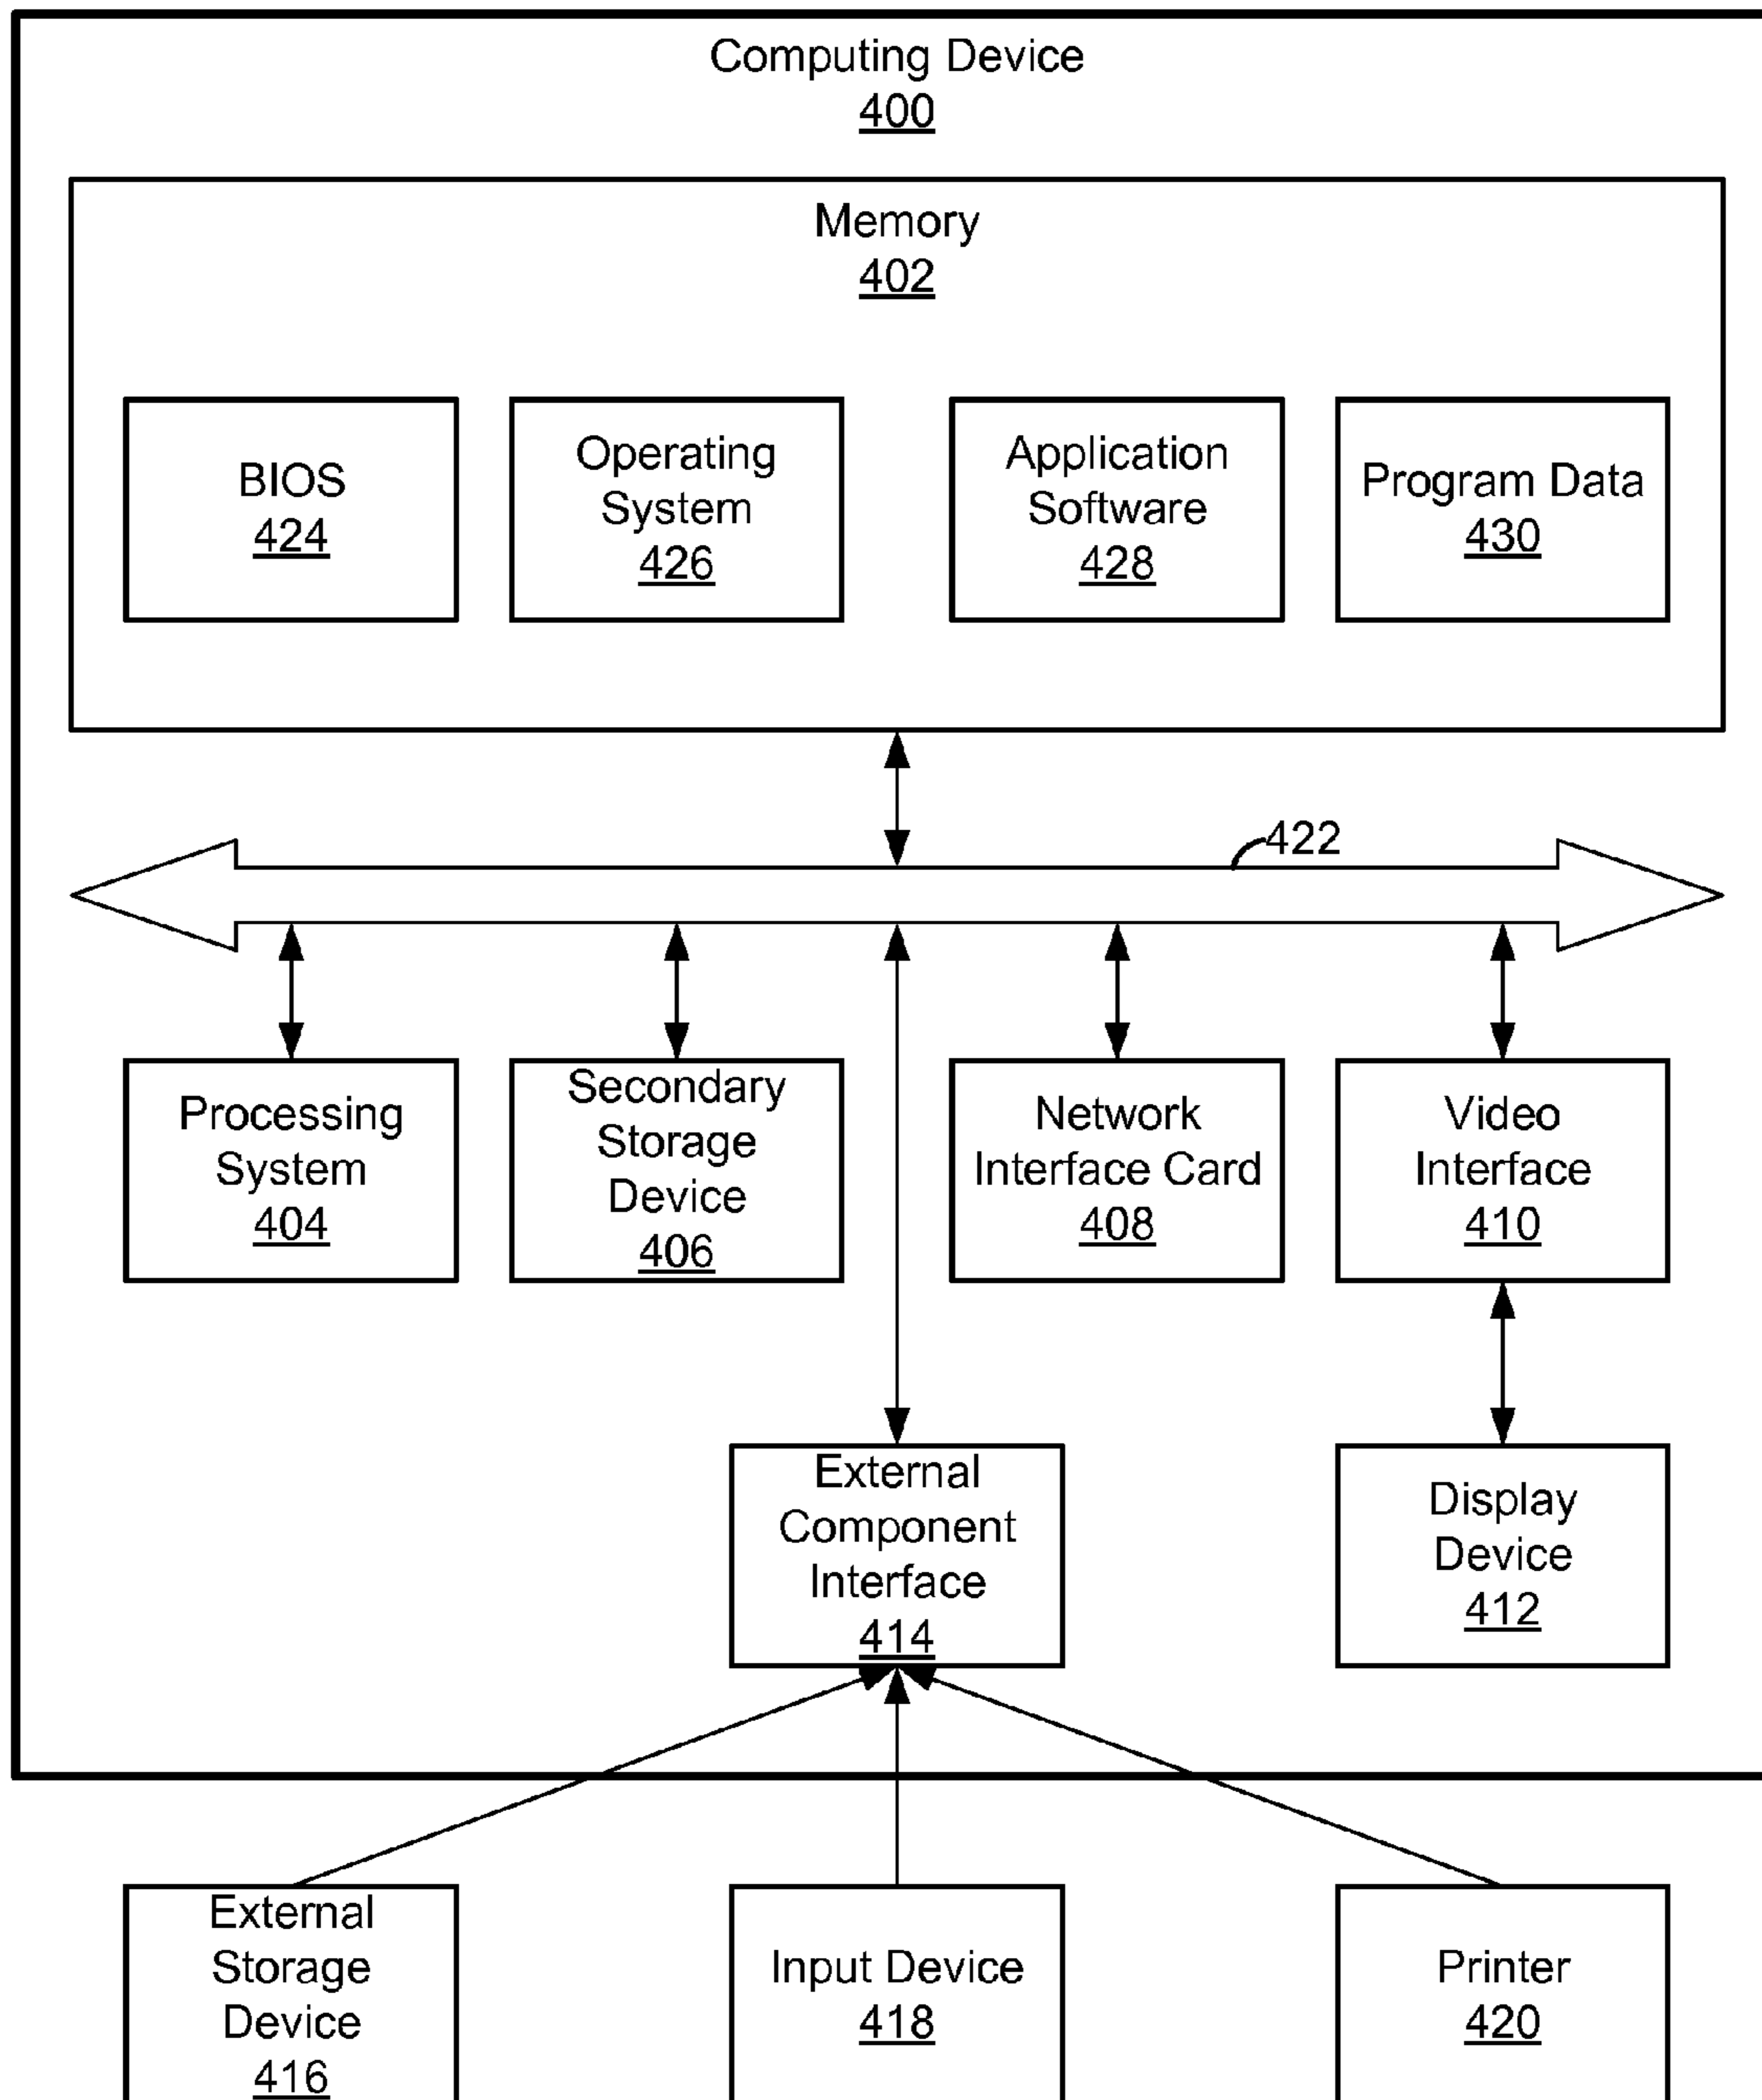 Computing Device
400
Memory
402
BIOS
424
Operating
System
426
Application
Software
428
Program Data
430
422
Processing
System
404
Secondary
Storage
Device
406
Network
Interface Card
408
Video
Interface
410
External
Component
Interface
414
Display
Device
412
External
Storage
Device
416
Input Device
418
Printer
420